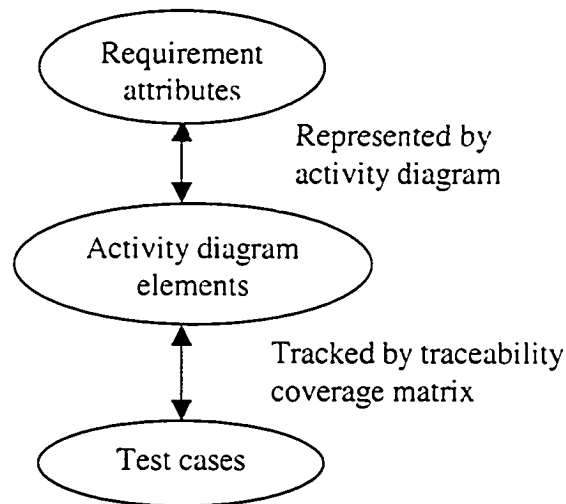 Requirement
attributes
Represented by
activity diagram
Activity diagram
elements
Tracked by traceability
coverage matrix
Test cases